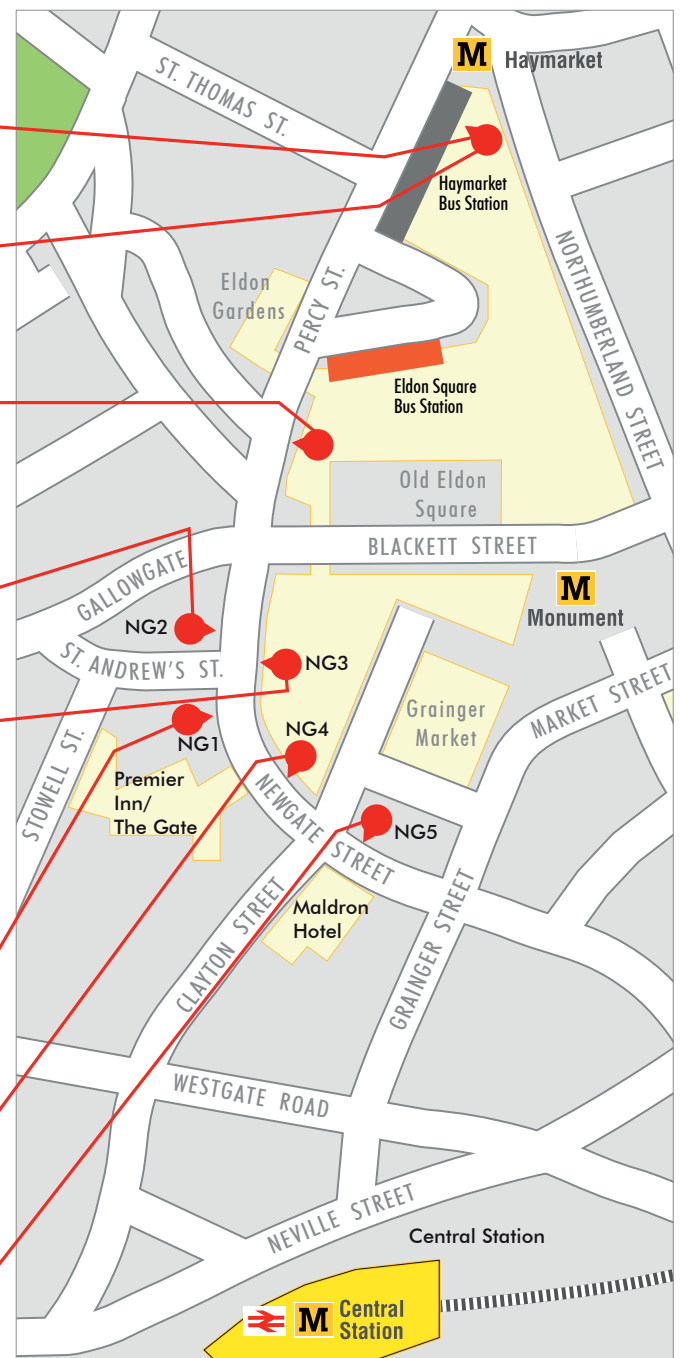 M
Haymarket
ST. THOMAS ST.
Haymarket
Bus Station
NORTHUMBERLAND STREET
Eldon
Gardens
PERCY ST.
Eldon Square
Bus Station
Old Eldon
Square
BLACKETT STREET
GALLOWGATE
M
Monument
NG2
ST. ANDREW'S ST.
NG3
MARKET STREET
Grainger
Market
NG1
NG4
STOWELL ST.
Premier
Inn/
The Gate
NEWGATE STREET
NG5
Maldron
Hotel
CLAYTON STREET
GRAINGER STREET
WESTGATE ROAD
NEVILLE STREET
Central Station
M
Central
Station